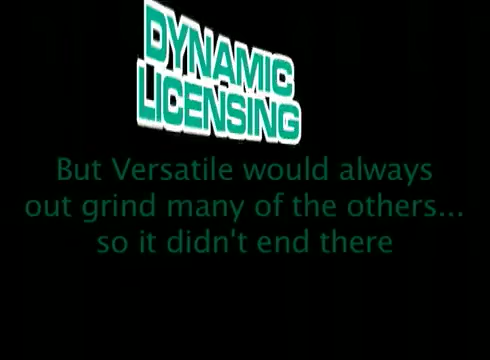 DYNAMIC
LICENSING
But Versatile would always
out grind many of the others...
so it didn't end there